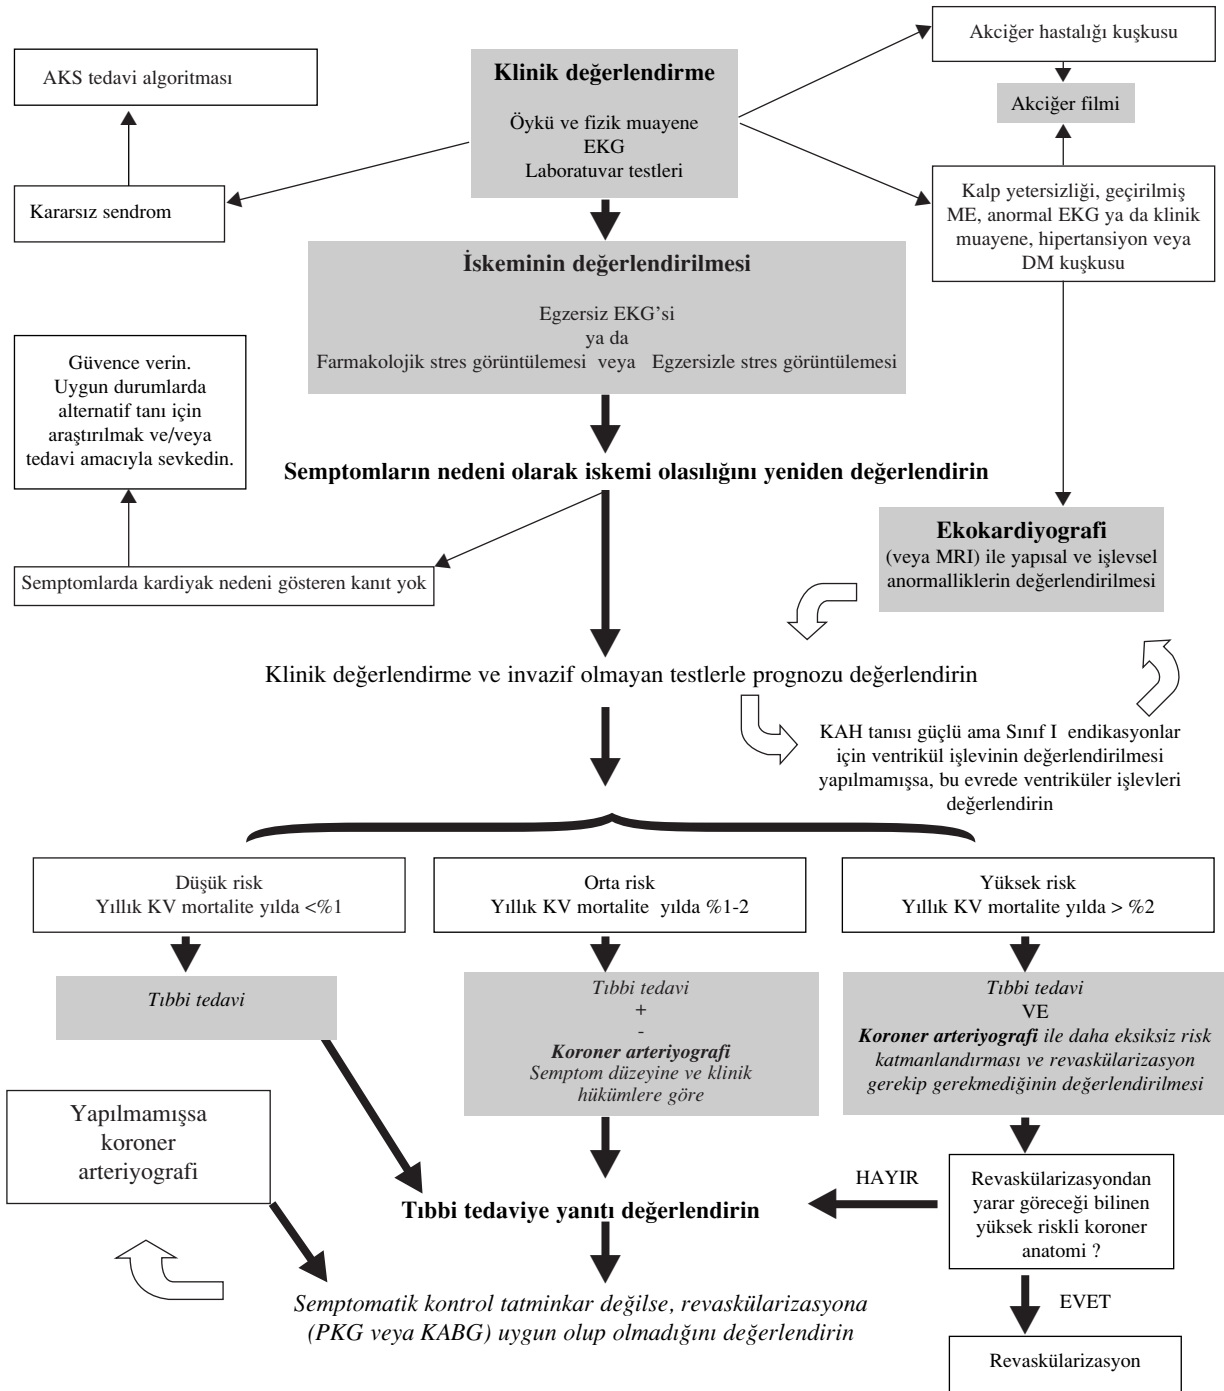 Akciğer hastalığı kuşkusu
AKS tedavi algoritması
Klinik değerlendirme
Öykü ve fizik muayene
EKG
Laboratuvar testleri
Akciğer filmi
Kararsız sendrom
Kalp yetersizliği, geçirilmiş
ME, anormal EKG ya da klinik
muayene, hipertansiyon veya
DM kuşkusu
İskeminin değerlendirilmesi
Egzersiz EKG’si
ya da
Farmakolojik stres görüntülemesi veya Egzersizle stres görüntülemesi
Güvence verin.
Uygun durumlarda
alternatif tanı için
araştırılmak ve/veya
tedavi amacıyla sevkedin.
Semptomların nedeni olarak iskemi olasılığını yeniden değerlendirin
Ekokardiyografi
(veya MRI) ile yapısal ve işlevsel
anormalliklerin değerlendirilmesi
Semptomlarda kardiyak nedeni gösteren kanıt yok
Klinik değerlendirme ve invazif olmayan testlerle prognozu değerlendirin
KAH tanısı güçlü ama Sınıf I endikasyonlar
için ventrikül işlevinin değerlendirilmesi
yapılmamışsa, bu evrede ventriküler işlevleri
değerlendirin
Düşük risk
Yıllık KV mortalite yılda <%1
Orta risk
Yıllık KV mortalite yılda %1-2
Yüksek risk
Yıllık KV mortalite yılda > %2
Tıbbi tedavi
Tıbbi tedavi
+
-
Koroner arteriyografi
Semptom düzeyine ve klinik
hükümlere göre
Tıbbi tedavi
VE
Koroner arteriyografi ile daha eksiksiz risk
katmanlandırması ve revaskülarizasyon
gerekip gerekmediğinin değerlendirilmesi
Yapılmamışsa
koroner
arteriyografi
Tıbbi tedaviye yanıtı değerlendirin
HAYIR
Revaskülarizasyondan
yarar göreceği bilinen
yüksek riskli koroner
anatomi ?
EVET
Semptomatik kontrol tatminkar değilse, revaskülarizasyona
(PKG veya KABG) uygun olup olmadığını değerlendirin
Revaskülarizasyon